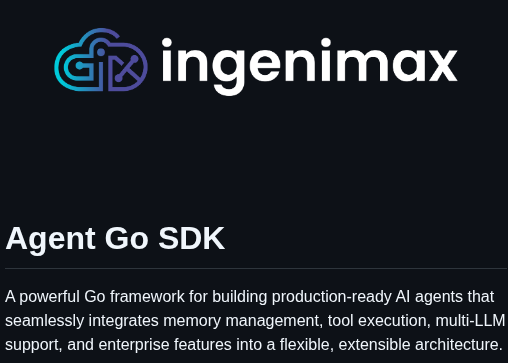 ingenimax
Agent Go SDK
A powerful Go framework for building production-ready AI agents that
seamlessly integrates memory management, tool execution, multi-LLM
support, and enterprise features into a flexible, extensible architecture.